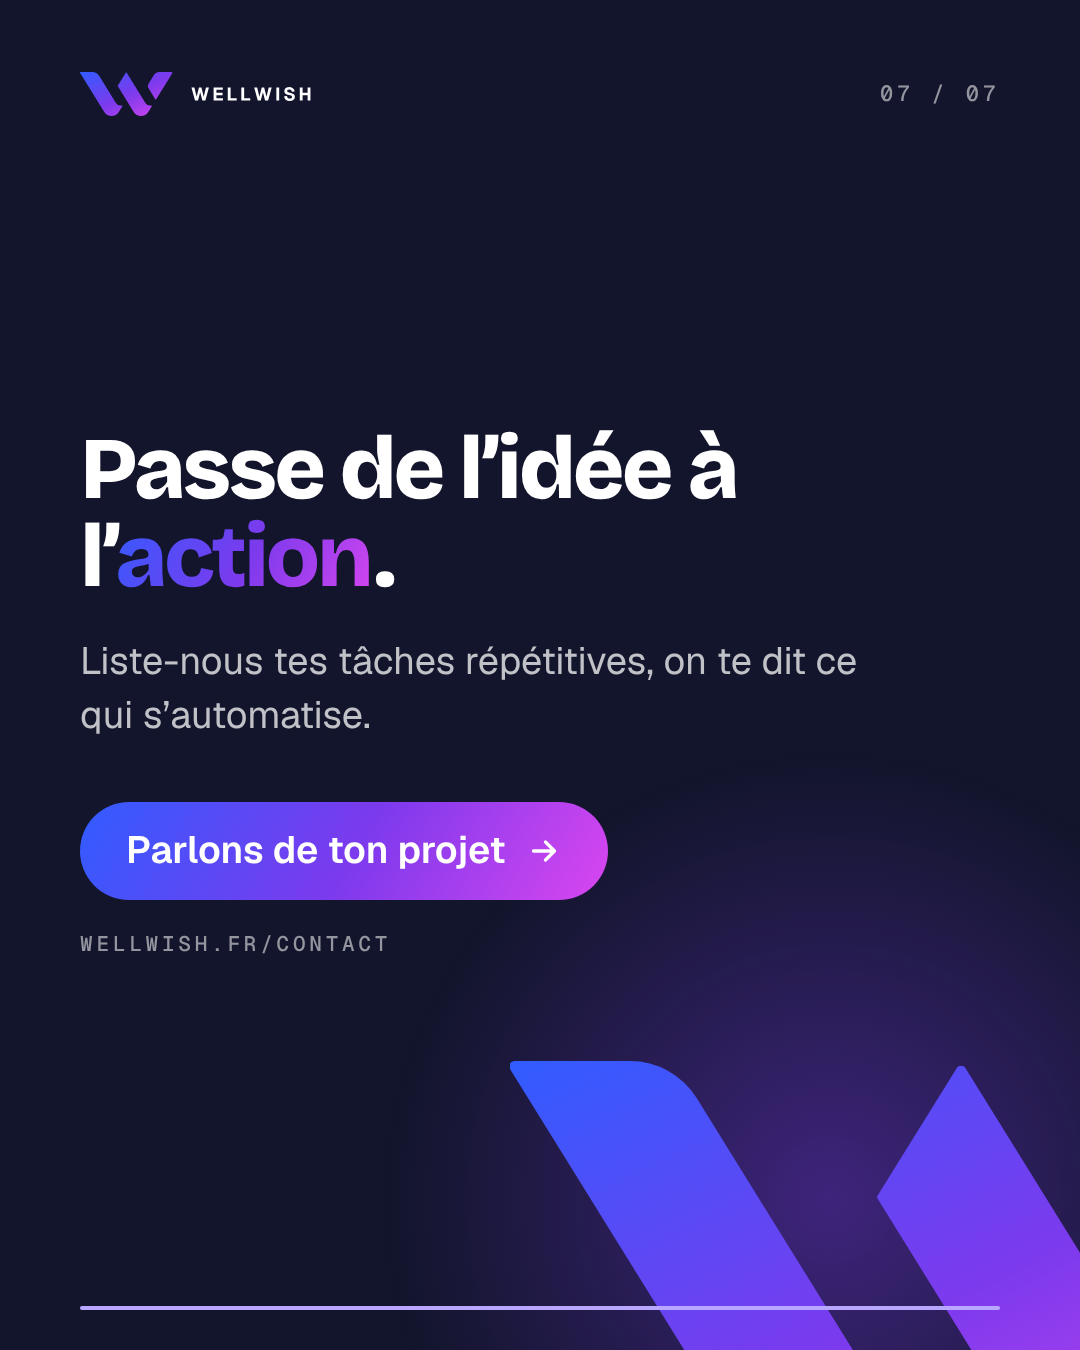 WELLWISH
07 / 07
Passe de l’idée à
l’action.
Liste-nous tes tâches répétitives, on te dit ce
qui s’automatise.
Parlons de ton projet →
WELLWISH.FR/CONTACT